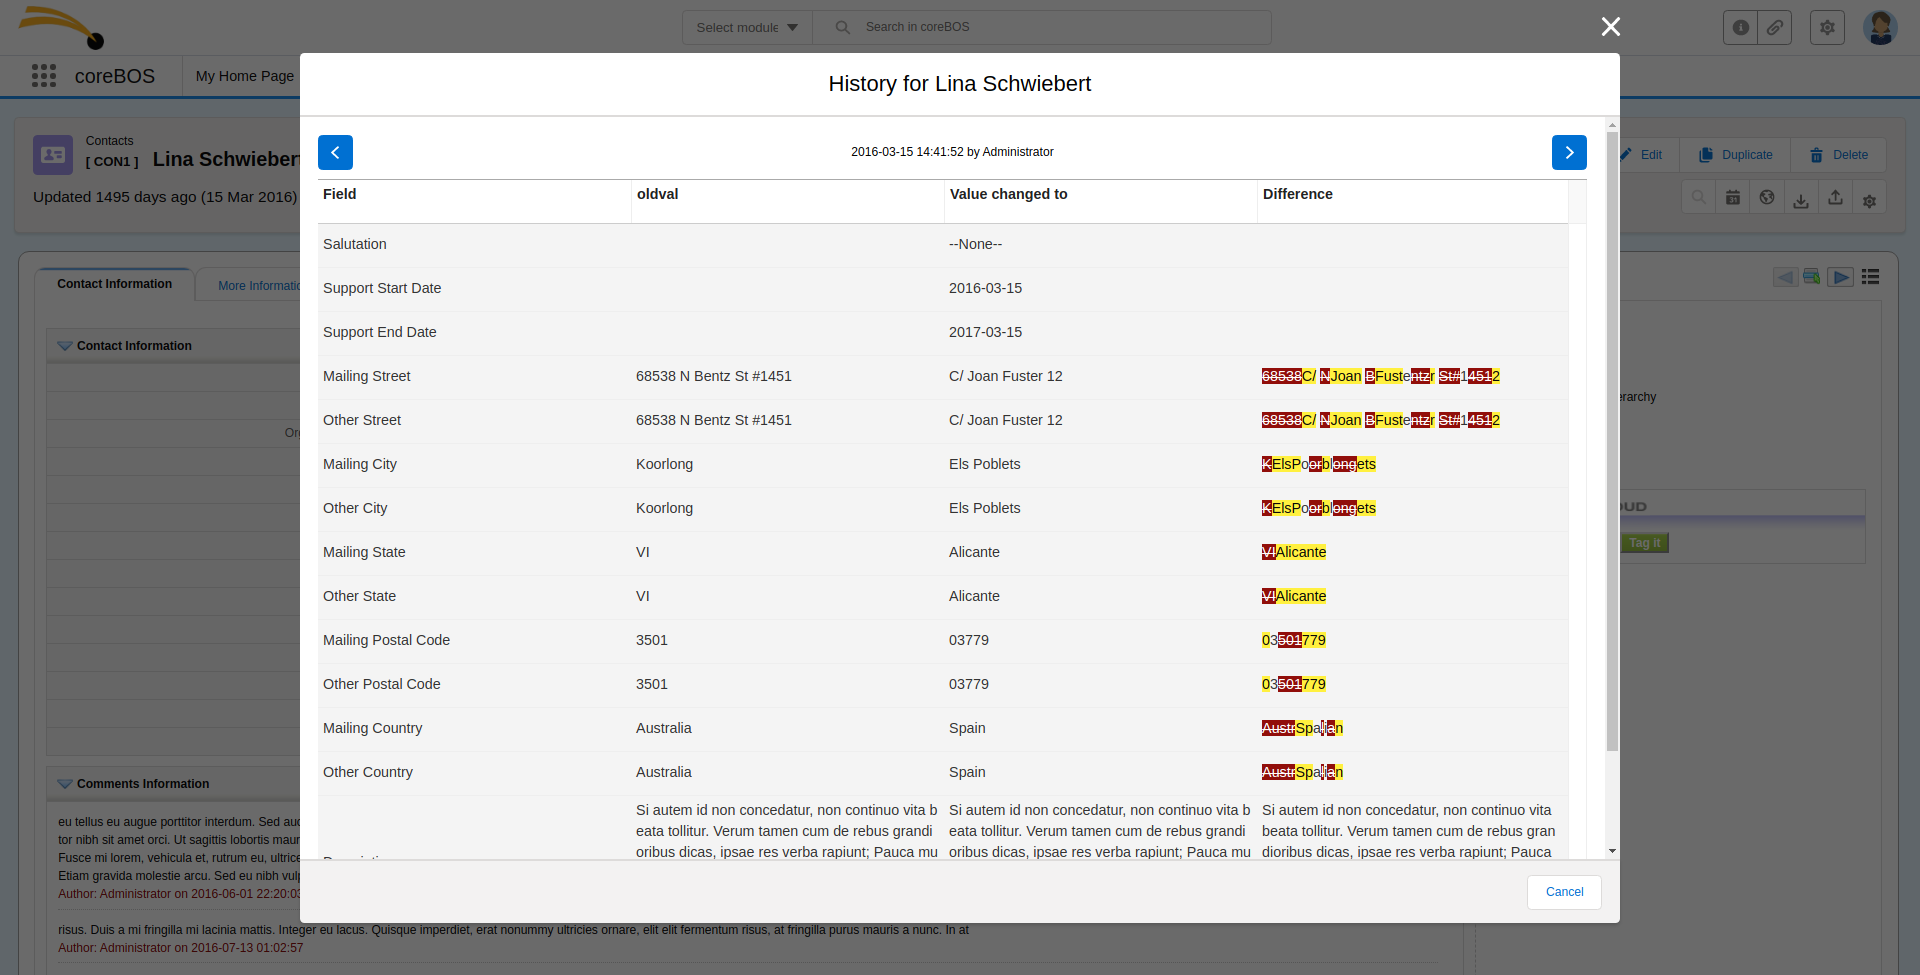 Select module
Search in coreBOS
coreBOS
My Home Page
Contacts
[ CON1 ] Lina Schwiebert
Updated 1495 days ago (15 Mar 2016)
Edit
Duplicate
Delete
31
Contact Information
More Informatio
Contact Information
Org
erarchy
OUD
Tag it
History for Lina Schwiebert
2016-03-15 14:41:52 by Administrator
Field oldval Value changed to Difference
Salutation --None--
Support Start Date 2016-03-15
Support End Date 2017-03-15
Mailing Street 68538 N Bentz St #1451 C/ Joan Fuster 12 68538C/ NJoan BFustentzr St#14512
Other Street 68538 N Bentz St #1451 C/ Joan Fuster 12 68538C/ NJoan BFustentzr St#14512
Mailing City Koorlong Els Poblets KElsPoorblongets
Other City Koorlong Els Poblets KElsPoorblongets
Mailing State VI Alicante VIAlicante
Other State VI Alicante VIAlicante
Mailing Postal Code 3501 03779 03501779
Other Postal Code 3501 03779 03501779
Mailing Country Australia Spain AustrSpalian
Other Country Australia Spain AustrSpalian
Si autem id non concedatur, non continuo vita b Si autem id non concedatur, non continuo vita b Si autem id non concedatur, non continuo vita
eata tollitur. Verum tamen cum de rebus grandi eata tollitur. Verum tamen cum de rebus grandi beata tollitur. Verum tamen cum de rebus gran
oribus dicas, ipsae res verba rapiunt; Pauca mu oribus dicas, ipsae res verba rapiunt; Pauca mu dioribus dicas, ipsae res verba rapiunt; Pauca
Cancel
Comments Information
eu tellus eu augue porttitor interdum. Sed auc
tor nibh sit amet orci. Ut sagittis lobortis maur
Fusce mi lorem, vehicula et, rutrum eu, ultrice
Etiam gravida molestie arcu. Sed eu nibh vulp
Author: Administrator on 2016-06-01 22:20:03
risus. Duis a mi fringilla mi lacinia mattis. Integer eu lacus. Quisque imperdiet, erat nonummy ultricies ornare, elit elit fermentum risus, at fringilla purus mauris a nunc. In at
Author: Administrator on 2016-07-13 01:02:57